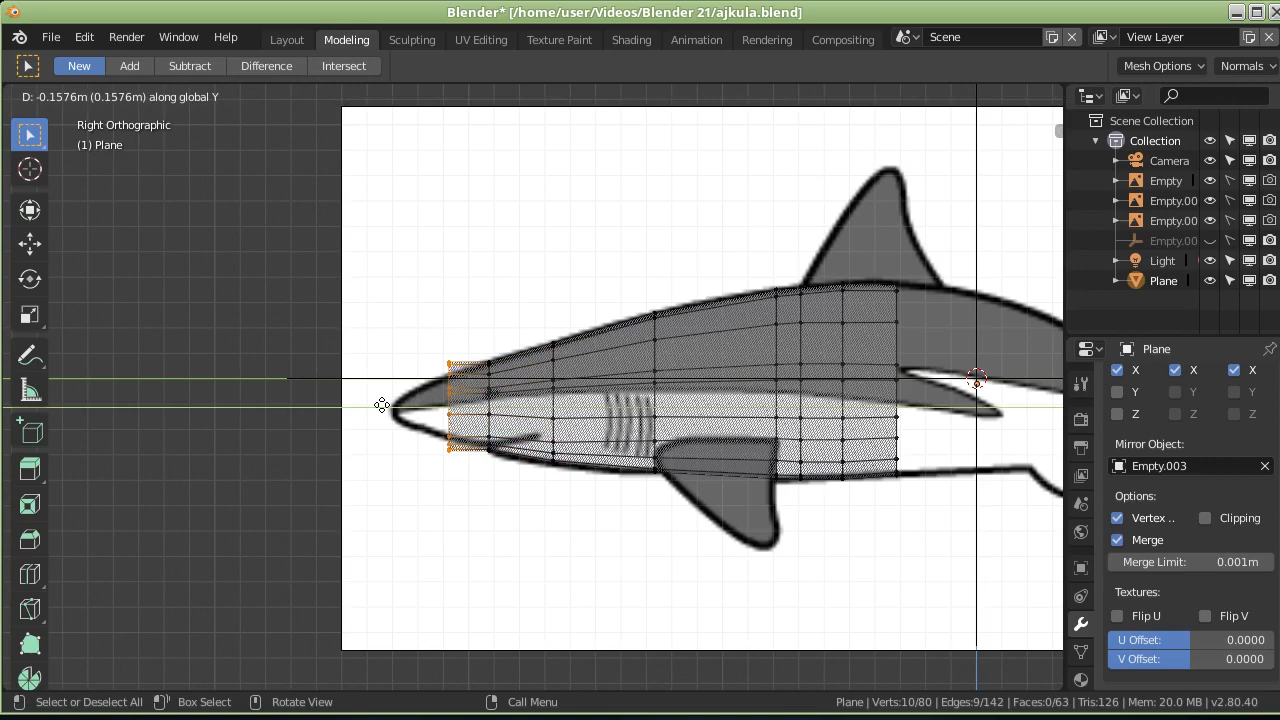 Blender* [/home/user/Videos/Blender 21/ajkula.blend]
File Edit Render Window Help Layout Modeling Sculpting UV Editing Texture Paint Shading Animation Rendering Compositing Scene View Layer
New Add Subtract Difference Intersect Mesh Options Normals
D: -0.1576m (0.1576m) along global Y
Right Orthographic
(1) Plane
Scene Collection
Collection
Camera
Empty
Empty.00
Empty.00
Empty.00
Light
Plane
Plane
X X X
Y Y Y
Z Z Z
Mirror Object:
Empty.003
Options:
Vertex .. Clipping
Merge
Merge Limit: 0.001m
Textures:
Flip U Flip V
U Offset: 0.0000
V Offset: 0.0000
Select or Deselect All Box Select Rotate View Call Menu Plane | Verts:10/80 | Edges:9/142 | Faces:0/63 | Tris:126 | Mem: 20.0 MB | v2.80.40